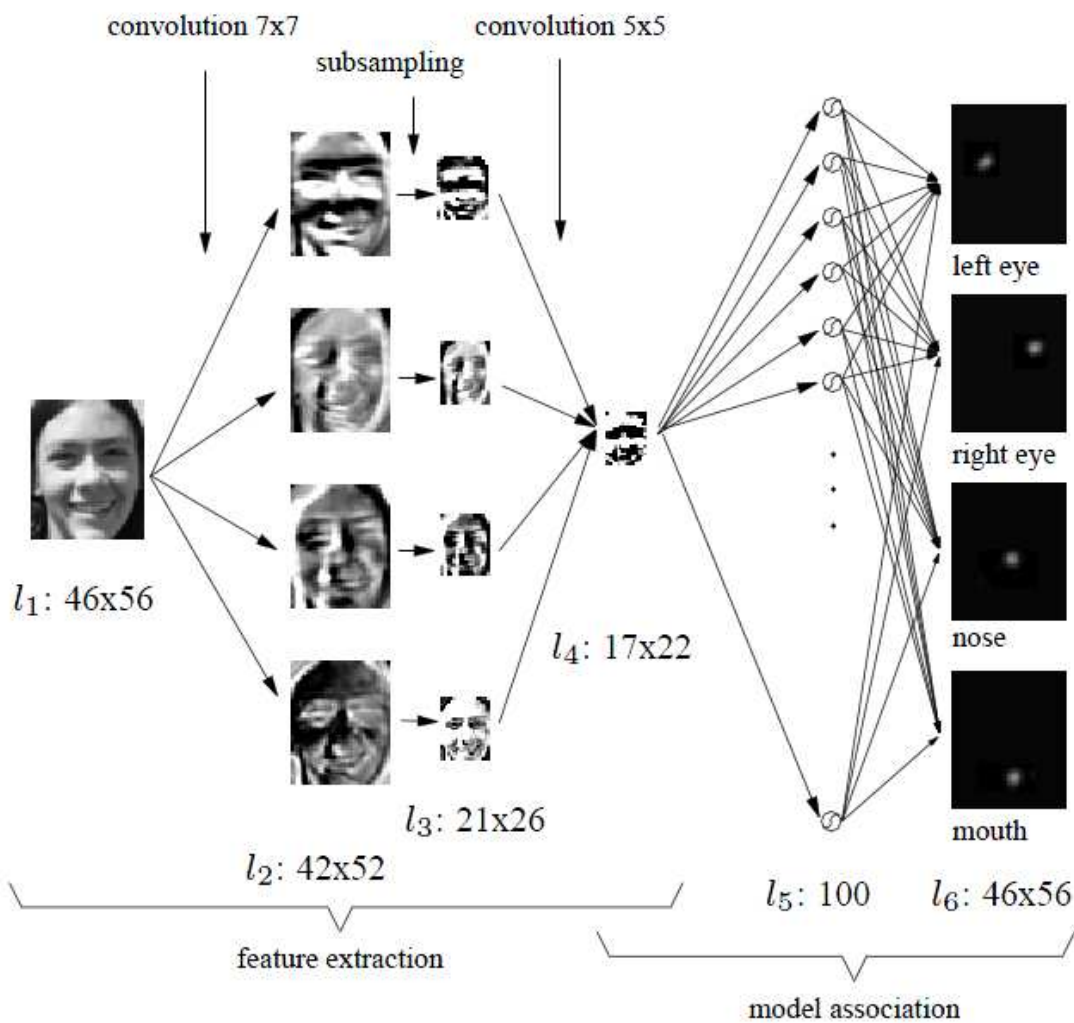 convolution 7x7
convolution 5x5
subsampling
left eye
right eye
l₁: 46x56
nose
l₄: 17x22
l₃: 21x26
mouth
l₂: 42x52
l₅: 100
l₆: 46x56
feature extraction
model association